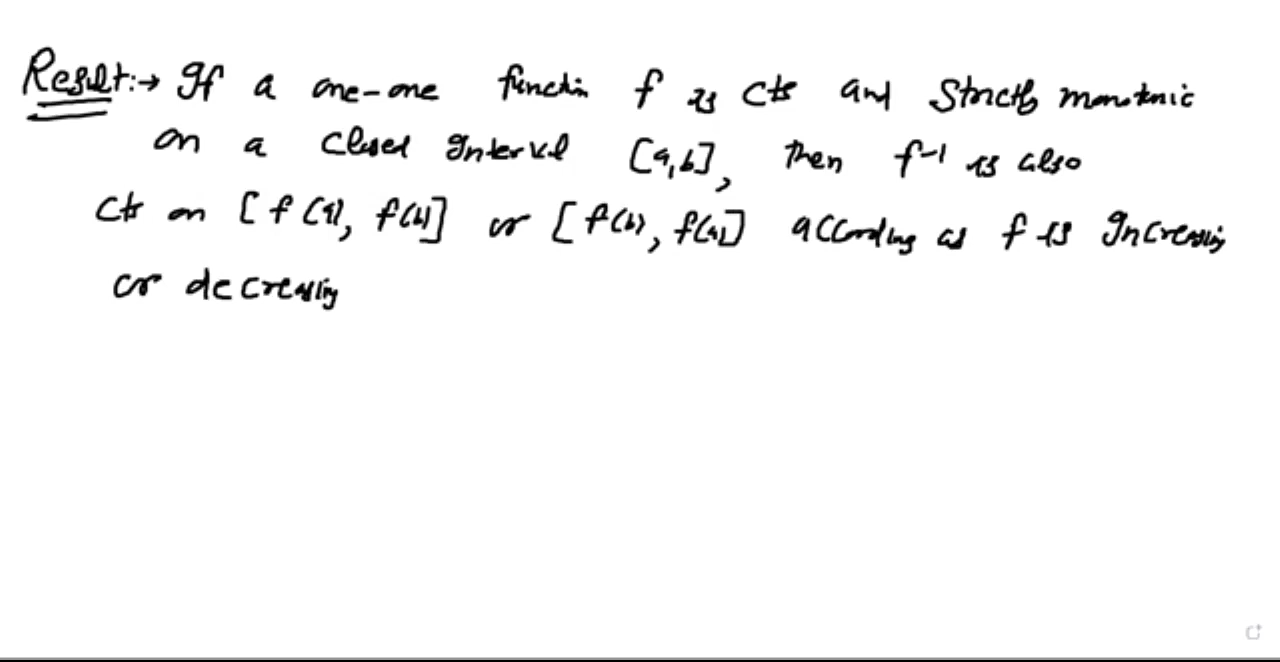 Result:→ If a one-one function f is cts and strictly monotonic
on a closed interval [a,b], then f-1 is also
cts on [f(a), f(b)] or [f(b), f(a)] according as f is increasing
or decreasing